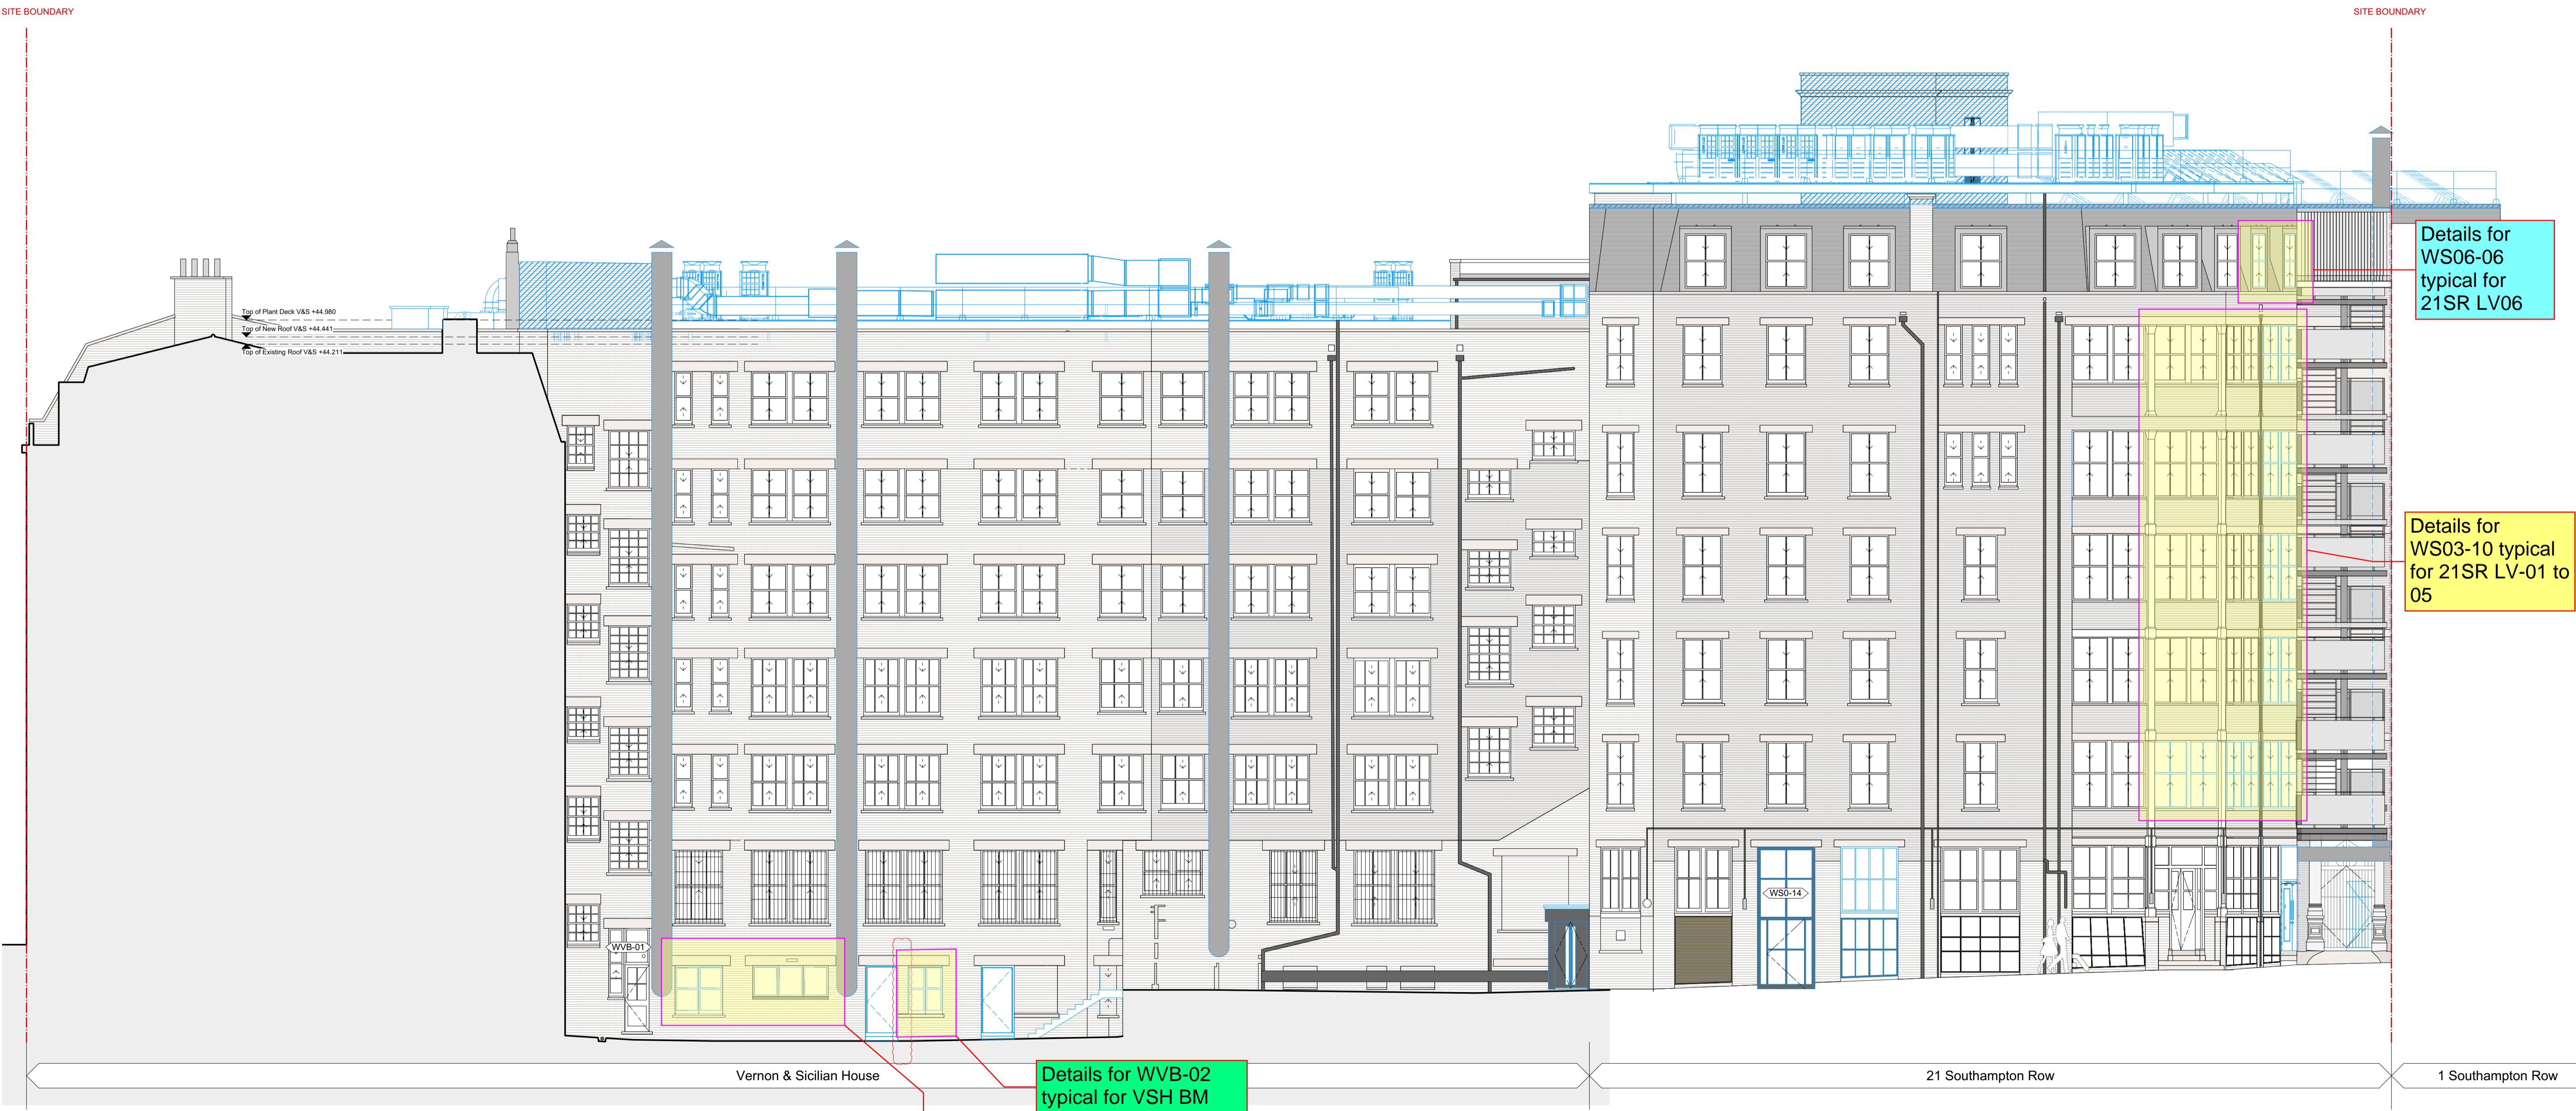 SITE BOUNDARY
SITE BOUNDARY
Details for
WS06-06
typical for
21SR LV06
Top of Plant Deck V&S +44.980
Top of New Roof V&S +44.441
Top of Existing Roof V&S +44.211
Details for
WS03-10 typical
for 21SR LV-01 to
05
WS0-14
WVB-01
Details for WVB-02
typical for VSH BM
Vernon & Sicilian House
21 Southampton Row
1 Southampton Row